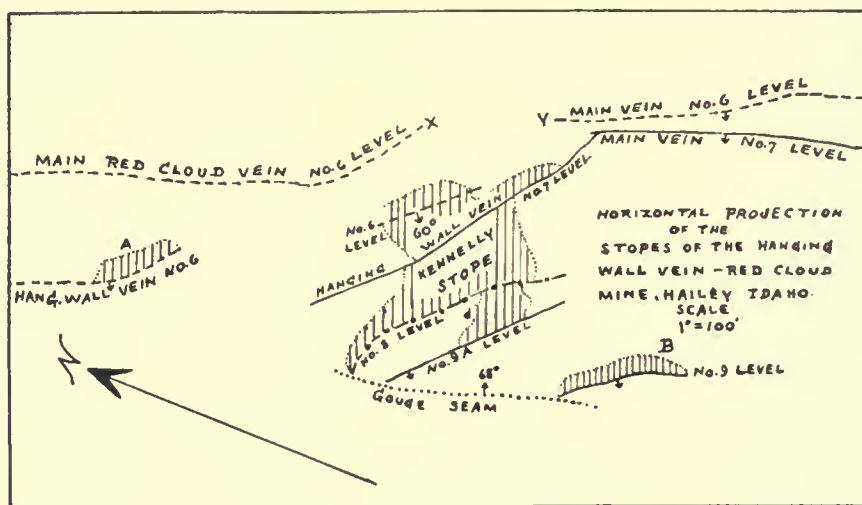 MAIN VEIN No.6 LEVEL
Y
X
MAIN VEIN No.7 LEVEL
MAIN RED CLOUD VEIN No.6 LEVEL
No.6 LEVEL
60°
HANGING WALL VEIN No.7 LEVEL
KENNELLY STOPE
A
HANG. WALL VEIN No.6
HORIZONTAL PROJECTION
OF THE
STOPES OF THE HANGING
WALL VEIN - RED CLOUD
MINE, HAILEY IDAHO.
SCALE
1"=100'
No. 8 LEVEL
No. 9 A LEVEL
B
No.9 LEVEL
68°
GOUGE SEAM
N